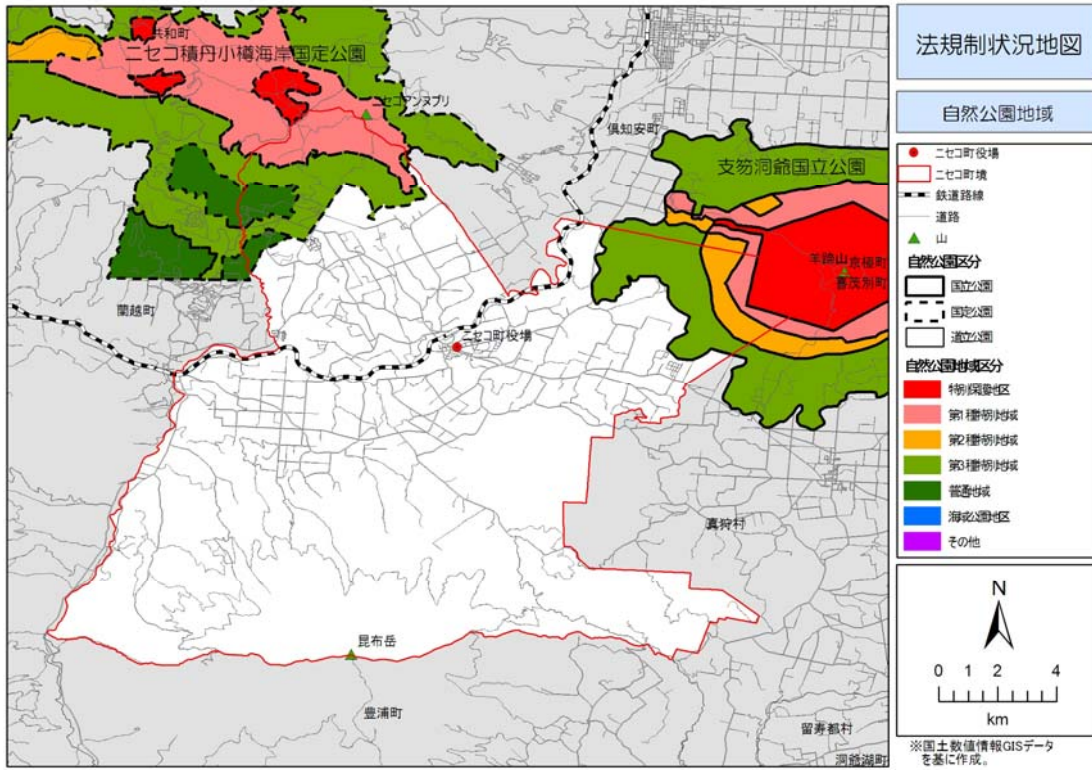 法規制状況地図
自然公園地域
ニセコ町役場
ニセコ町境
鉄道路線
道路
山
自然公園区分
国立公園
国定公園
道立公園
自然公園地域区分
特別保護地区
第1種特別地域
第2種特別地域
第3種特別地域
普通地域
海域公園地区
その他
N
0 1 2 4
km
※国土数値情報GISデータ
を基に作成。
共和町
ニセコ積丹小樽海岸国定公園
ニセコアンヌプリ
倶知安町
支笏洞爺国立公園
羊蹄山
京極町
喜茂別町
蘭越町
ニセコ町役場
真狩村
昆布岳
豊浦町
留寿都村
洞爺湖町